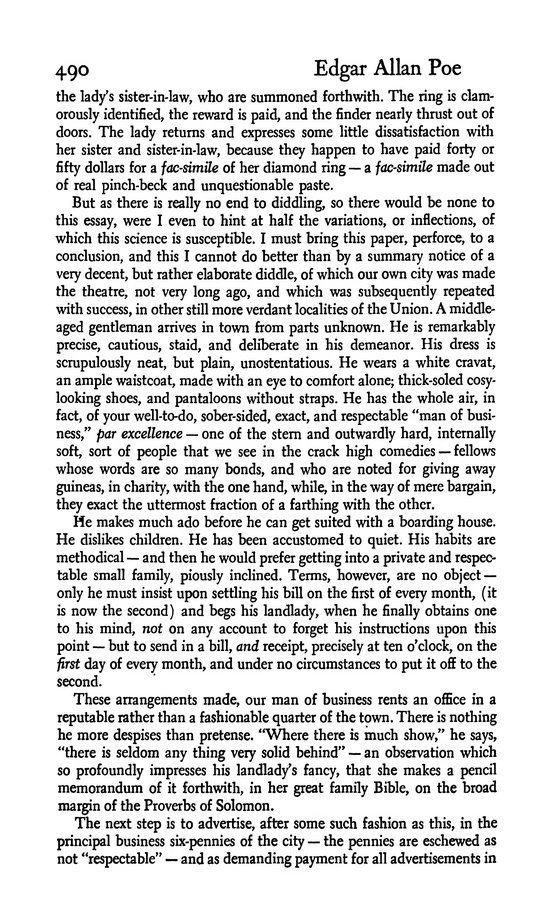 490
Edgar Allan Poe
the lady's sister-in-law, who are summoned forthwith. The ring is clam-
orously identified, the reward is paid, and the finder nearly thrust out of
doors. The lady returns and expresses some little dissatisfaction with
her sister and sister-in-law, because they happen to have paid forty or
fifty dollars for a fac-simile of her diamond ring — a fac-simile made out
of real pinch-beck and unquestionable paste.
But as there is really no end to diddling, so there would be none to
this essay, were I even to hint at half the variations, or inflections, of
which this science is susceptible. I must bring this paper, perforce, to a
conclusion, and this I cannot do better than by a summary notice of a
very decent, but rather elaborate diddle, of which our own city was made
the theatre, not very long ago, and which was subsequently repeated
with success, in other still more verdant localities of the Union. A middle-
aged gentleman arrives in town from parts unknown. He is remarkably
precise, cautious, staid, and deliberate in his demeanor. His dress is
scrupulously neat, but plain, unostentatious. He wears a white cravat,
an ample waistcoat, made with an eye to comfort alone; thick-soled cosy-
looking shoes, and pantaloons without straps. He has the whole air, in
fact, of your well-to-do, sober-sided, exact, and respectable "man of busi-
ness," par excellence — one of the stern and outwardly hard, internally
soft, sort of people that we see in the crack high comedies — fellows
whose words are so many bonds, and who are noted for giving away
guineas, in charity, with the one hand, while, in the way of mere bargain,
they exact the uttermost fraction of a farthing with the other.
He makes much ado before he can get suited with a boarding house.
He dislikes children. He has been accustomed to quiet. His habits are
methodical — and then he would prefer getting into a private and respec-
table small family, piously inclined. Terms, however, are no object —
only he must insist upon settling his bill on the first of every month, (it
is now the second) and begs his landlady, when he finally obtains one
to his mind, not on any account to forget his instructions upon this
point — but to send in a bill, and receipt, precisely at ten o'clock, on the
first day of every month, and under no circumstances to put it off to the
second.
These arrangements made, our man of business rents an office in a
reputable rather than a fashionable quarter of the town. There is nothing
he more despises than pretense. "Where there is much show," he says,
"there is seldom any thing very solid behind" — an observation which
so profoundly impresses his landlady's fancy, that she makes a pencil
memorandum of it forthwith, in her great family Bible, on the broad
margin of the Proverbs of Solomon.
The next step is to advertise, after some such fashion as this, in the
principal business six-pennies of the city — the pennies are eschewed as
not "respectable" — and as demanding payment for all advertisements in